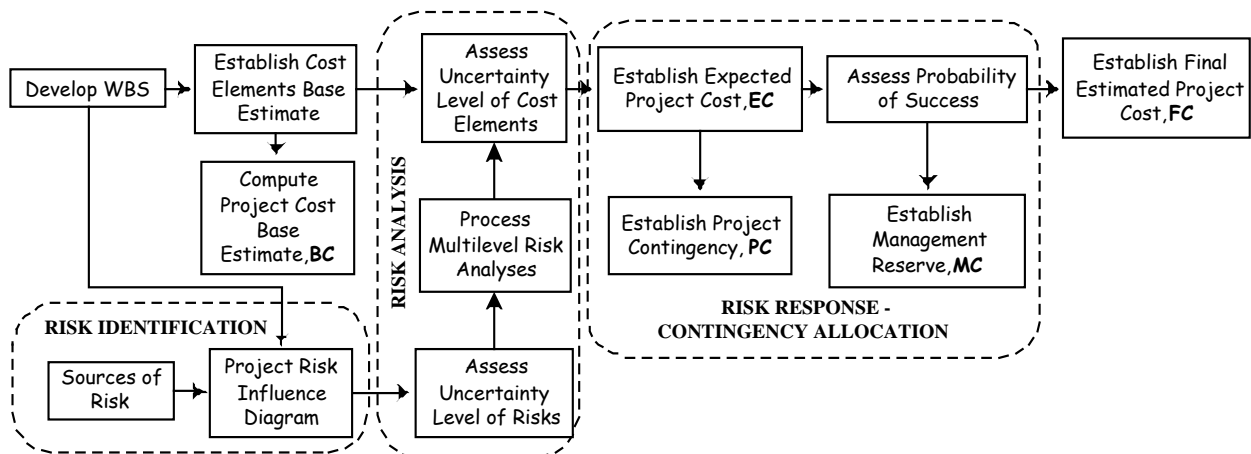 Develop WBS
Establish Cost
Elements Base
Estimate
Compute
Project Cost
Base
Estimate,BC
RISK IDENTIFICATION
Sources of
Risk
Project Risk
Influence
Diagram
RISK ANALYSIS
Assess
Uncertainty
Level of Cost
Elements
Process
Multilevel Risk
Analyses
Assess
Uncertainty
Level of Risks
Establish Expected
Project Cost,EC
Establish Project
Contingency, PC
Assess Probability
of Success
Establish
Management
Reserve,MC
RISK RESPONSE -
CONTINGENCY ALLOCATION
Establish Final
Estimated Project
Cost,FC